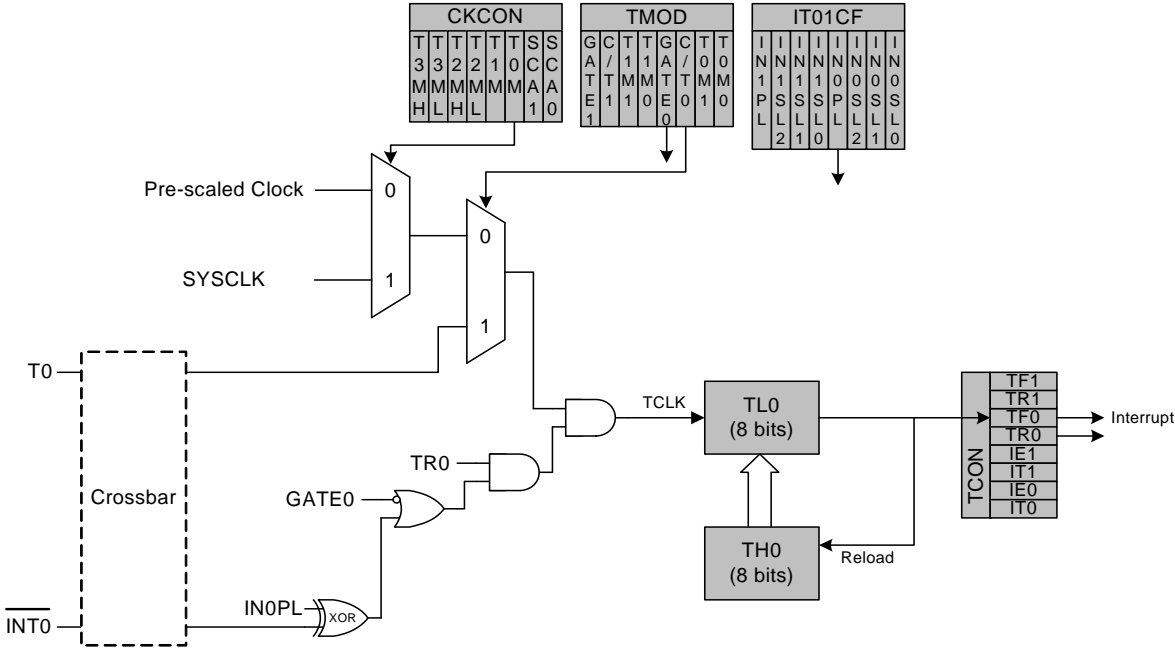 CKCON
T3MH
T3ML
T2MH
T2ML
T1M
T0M
SCA1
SCA0
TMOD
GATE1
C/T1
T1M1
T1M0
GATE0
C/T0
T0M1
T0M0
IT01CF
IN1PL
IN1SL2
IN1SL1
IN1SL0
IN0PL
IN0SL2
IN0SL1
IN0SL0
Pre-scaled Clock
0
SYSCLK
1
0
1
T0
Crossbar
INT0
TR0
GATE0
IN0PL
XOR
TCLK
TL0
(8 bits)
TH0
(8 bits)
Reload
TCON
TF1
TR1
TF0
TR0
IE1
IT1
IE0
IT0
Interrupt